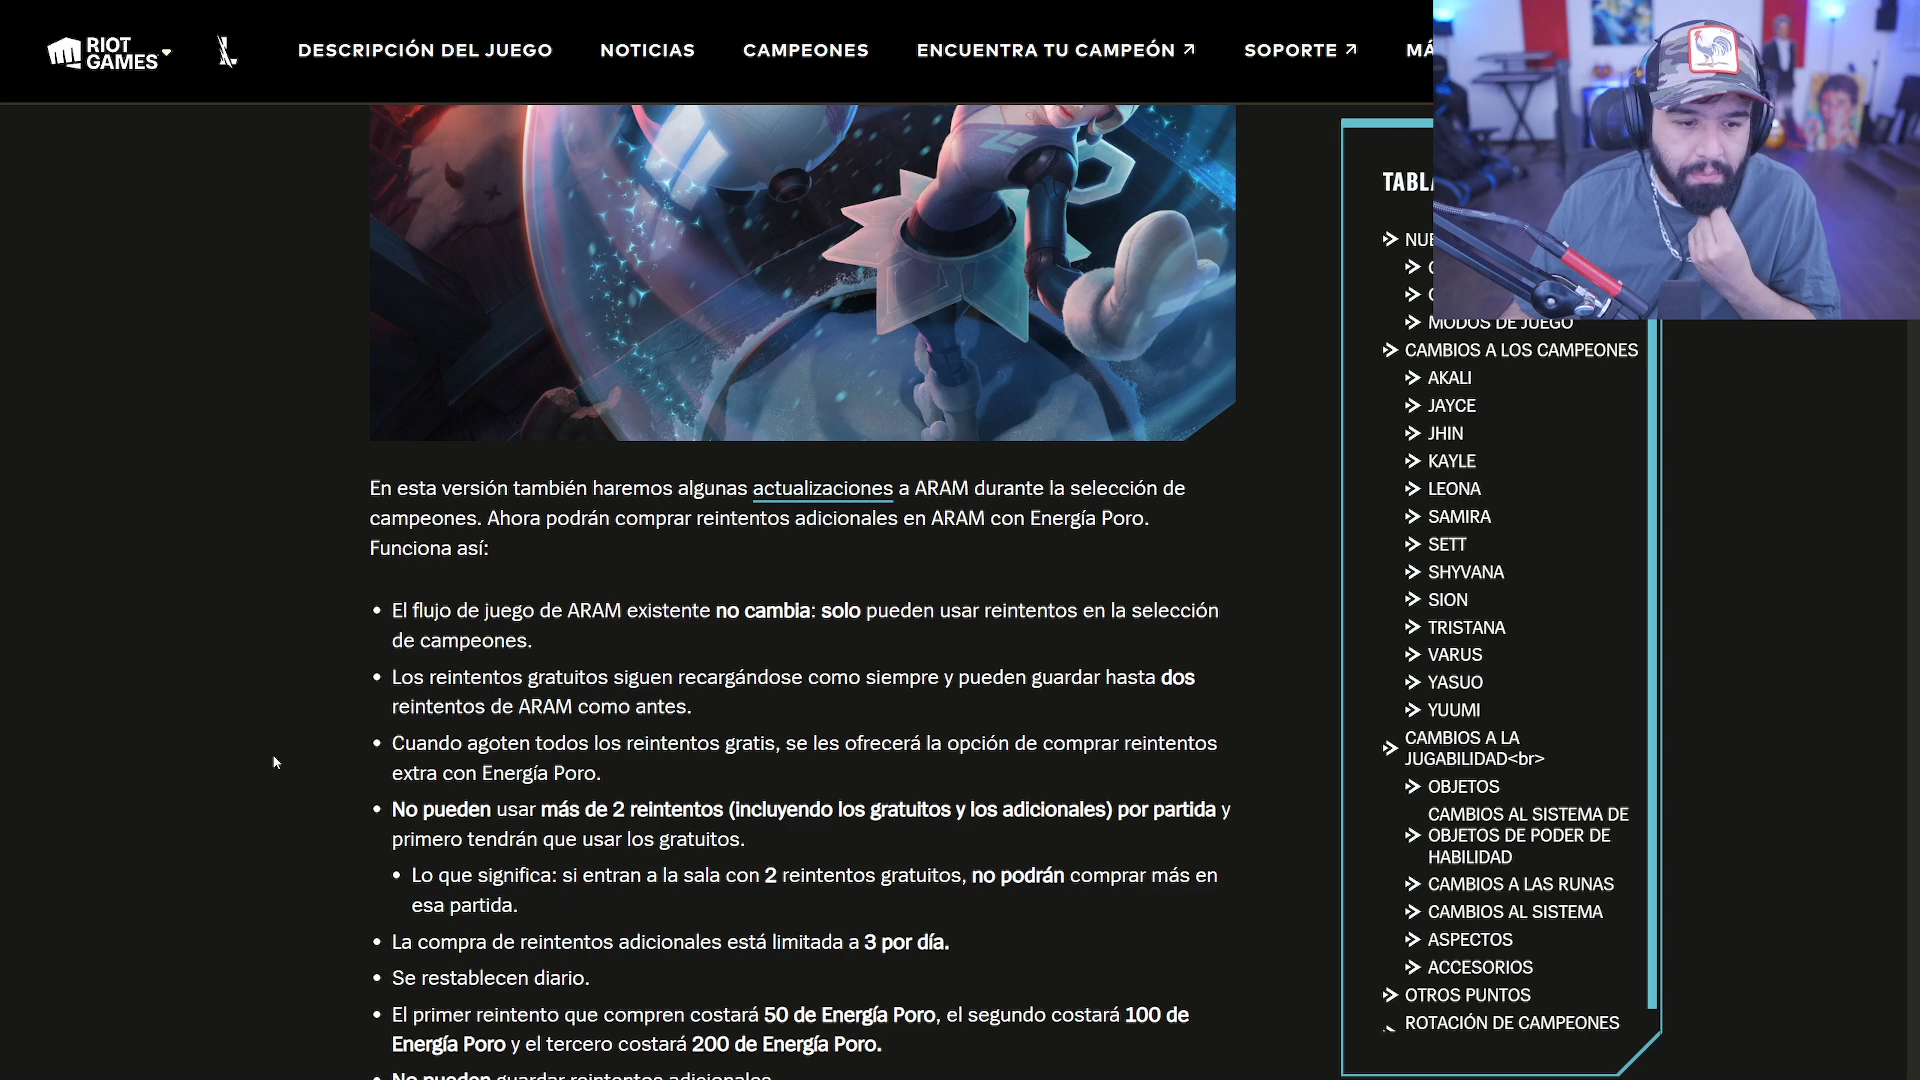 RIOT
GAMES
DESCRIPCIÓN DEL JUEGO
NOTICIAS
CAMPEONES
ENCUENTRA TU CAMPEÓN
SOPORTE
En esta versión también haremos algunas actualizaciones a ARAM durante la selección de
campeones. Ahora podrán comprar reintentos adicionales en ARAM con Energía Poro.
Funciona así:
• El flujo de juego de ARAM existente no cambia: solo pueden usar reintentos en la selección
de campeones.
• Los reintentos gratuitos siguen recargándose como siempre y pueden guardar hasta dos
reintentos de ARAM como antes.
• Cuando agoten todos los reintentos gratis, se les ofrecerá la opción de comprar reintentos
extra con Energía Poro.
• No pueden usar más de 2 reintentos (incluyendo los gratuitos y los adicionales) por partida y
primero tendrán que usar los gratuitos.
• Lo que significa: si entran a la sala con 2 reintentos gratuitos, no podrán comprar más en
esa partida.
• La compra de reintentos adicionales está limitada a 3 por día.
• Se restablecen diario.
• El primer reintento que compren costará 50 de Energía Poro, el segundo costará 100 de
Energía Poro y el tercero costará 200 de Energía Poro.
• No pueden guardar reintentos adicionales.
MODOS DE JUEGO
CAMBIOS A LOS CAMPEONES
AKALI
JAYCE
JHIN
KAYLE
LEONA
SAMIRA
SETT
SHYVANA
SION
TRISTANA
VARUS
YASUO
YUUMI
CAMBIOS A LA
JUGABILIDAD<br>
OBJETOS
CAMBIOS AL SISTEMA DE
OBJETOS DE PODER DE
HABILIDAD
CAMBIOS A LAS RUNAS
CAMBIOS AL SISTEMA
ASPECTOS
ACCESORIOS
OTROS PUNTOS
ROTACIÓN DE CAMPEONES